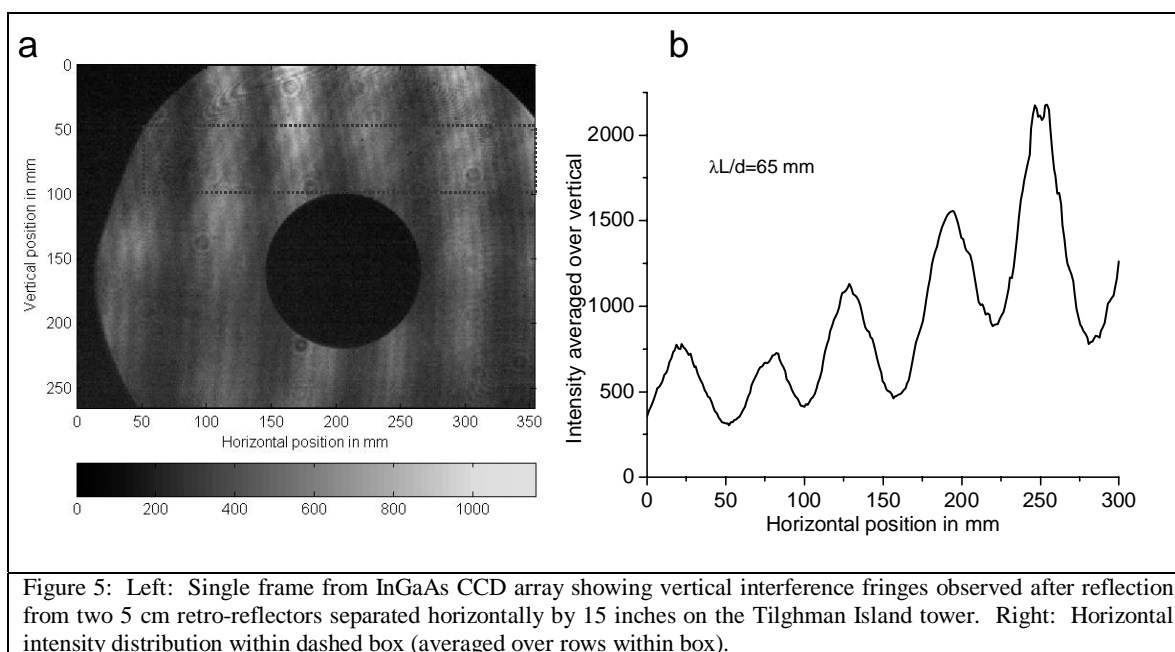 a
b
0
50
100
150
200
250
Vertical position in mm
0 50 100 150 200 250 300 350
Horizontal position in mm
0 200 400 600 800 1000
2000
1500
1000
500
0
Intensity averaged over vertical
λL/d=65 mm
0 50 100 150 200 250 300
Horizontal position in mm
Figure 5: Left: Single frame from InGaAs CCD array showing vertical interference fringes observed after reflection
from two 5 cm retro-reflectors separated horizontally by 15 inches on the Tilghman Island tower. Right: Horizontal
intensity distribution within dashed box (averaged over rows within box).